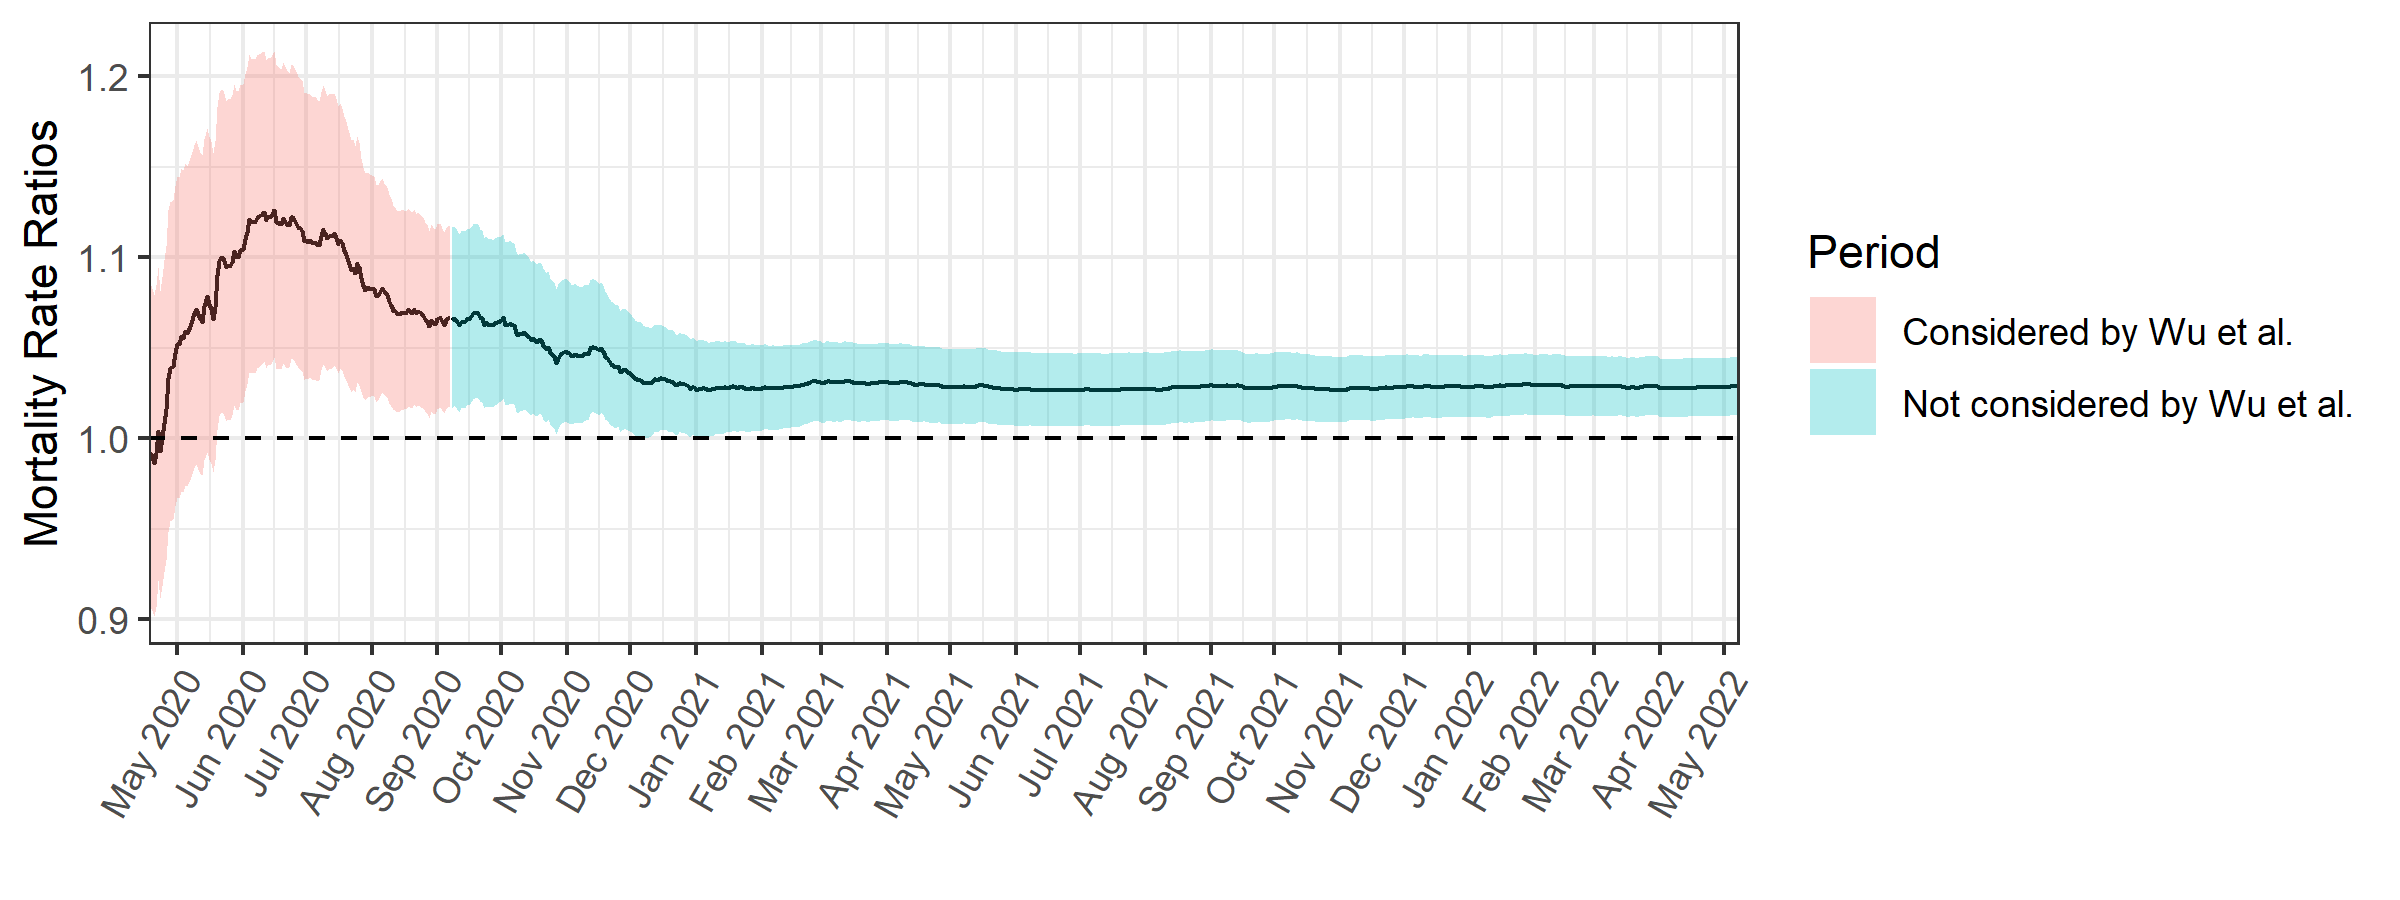 Mortality Rate Ratios
1.2
1.1
1.0
0.9
May 2020
Jun 2020
Jul 2020
Aug 2020
Sep 2020
Oct 2020
Nov 2020
Dec 2020
Jan 2021
Feb 2021
Mar 2021
Apr 2021
May 2021
Jun 2021
Jul 2021
Aug 2021
Sep 2021
Oct 2021
Nov 2021
Dec 2021
Jan 2022
Feb 2022
Mar 2022
Apr 2022
May 2022
Period
Considered by Wu et al.
Not considered by Wu et al.